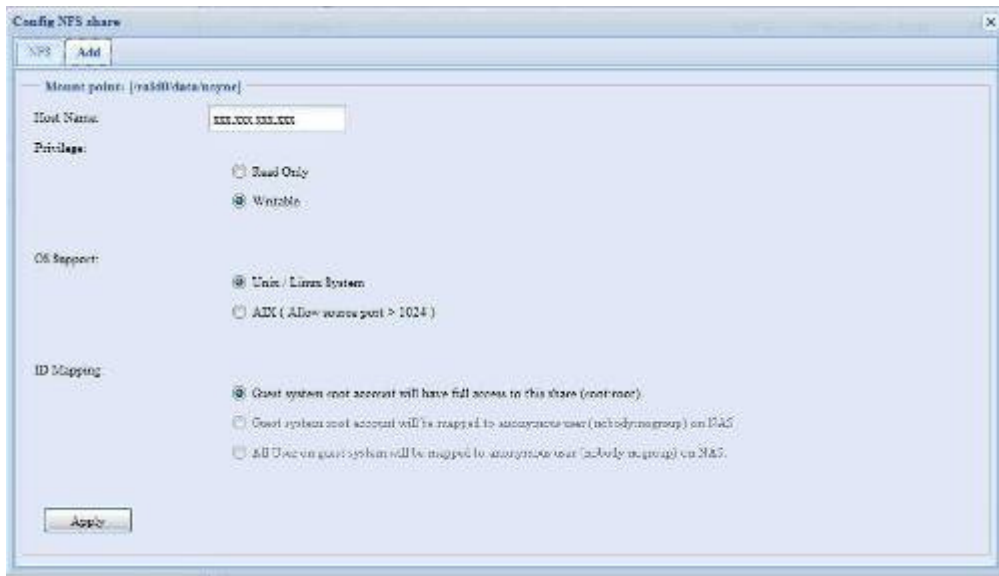 Config NFS share
NFS Add
Mount point: [/raid0/data/nsync]
Host Name: xxx.xxx.xxx.xxx
Privilege:
Read Only
Writable
OS Support:
Unix / Linux System
AIX ( Allow source port > 1024 )
ID Mapping
Guest system root account will have full access to this share (root:root)
Guest system root account will be mapped to anonymous user (nobody:nogroup) on NAS
All User on guest system will be mapped to anonymous user (nobody:nogroup) on NAS.
Apply